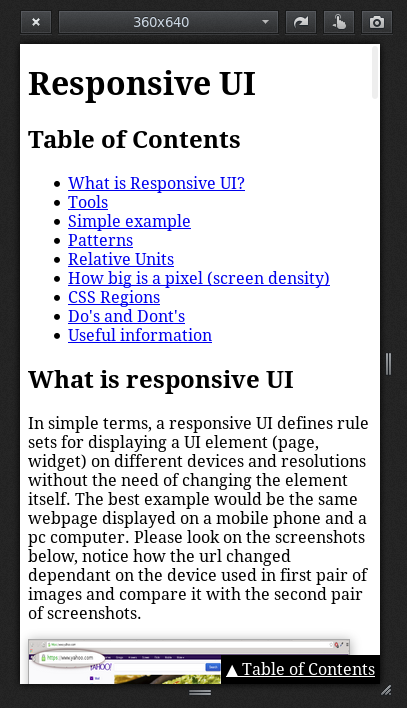 360x640
Responsive UI
Table of Contents
What is Responsive UI?
Tools
Simple example
Patterns
Relative Units
How big is a pixel (screen density)
CSS Regions
Do's and Dont's
Useful information
What is responsive UI
In simple terms, a responsive UI defines rule
sets for displaying a UI element (page,
widget) on different devices and resolutions
without the need of changing the element
itself. The best example would be the same
webpage displayed on a mobile phone and a
pc computer. Please look on the screenshots
below, notice how the url changed
dependant on the device used in first pair of
images and compare it with the second pair
of screenshots.
https://www.yahoo.com
YAHOO!
▲ Table of Contents